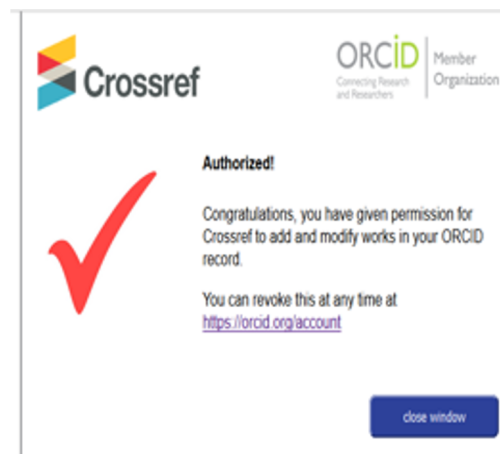 Crossref
ORCID
Connecting Research
and Researchers
Member
Organization
Authorized!
Congratulations, you have given permission for
Crossref to add and modify works in your ORCID
record.
You can revoke this at any time at
https://orcid.org/account
close window